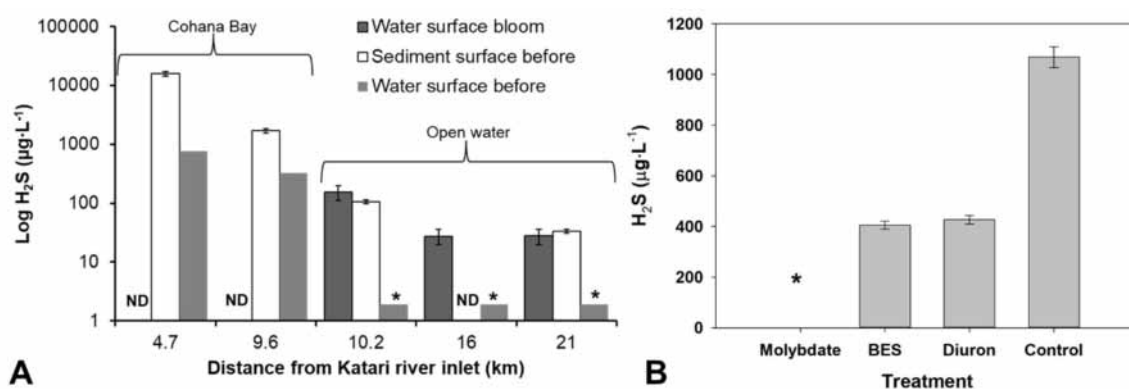 Cohana Bay
Water surface bloom
Sediment surface before
Water surface before
Open water
100000
10000
1000
100
10
1
Log H₂S (µg·L⁻¹)
ND
ND
*
ND
*
*
4.7
9.6
10.2
16
21
Distance from Katari river inlet (km)
A
1200
1000
800
600
400
200
0
H₂S (µg·L⁻¹)
*
Molybdate
BES
Diuron
Control
Treatment
B